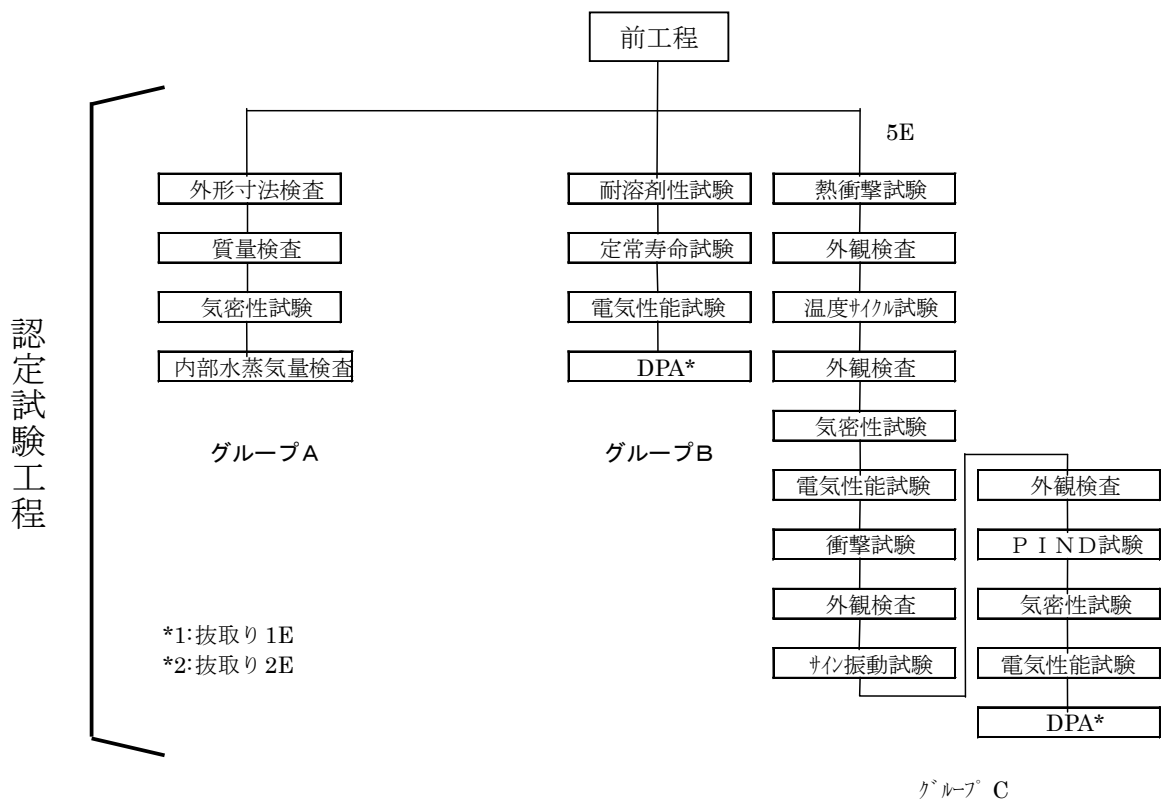 前工程
5E
認定試験工程
外形寸法検査
質量検査
気密性試験
内部水蒸気量検査
グループA
耐溶剤性試験
定常寿命試験
電気性能試験
DPA*
グループB
熱衝撃試験
外観検査
温度サイクル試験
外観検査
気密性試験
電気性能試験
衝撃試験
外観検査
サイン振動試験
外観検査
PIND試験
気密性試験
電気性能試験
DPA*
グループ C
*1:抜取り 1E
*2:抜取り 2E